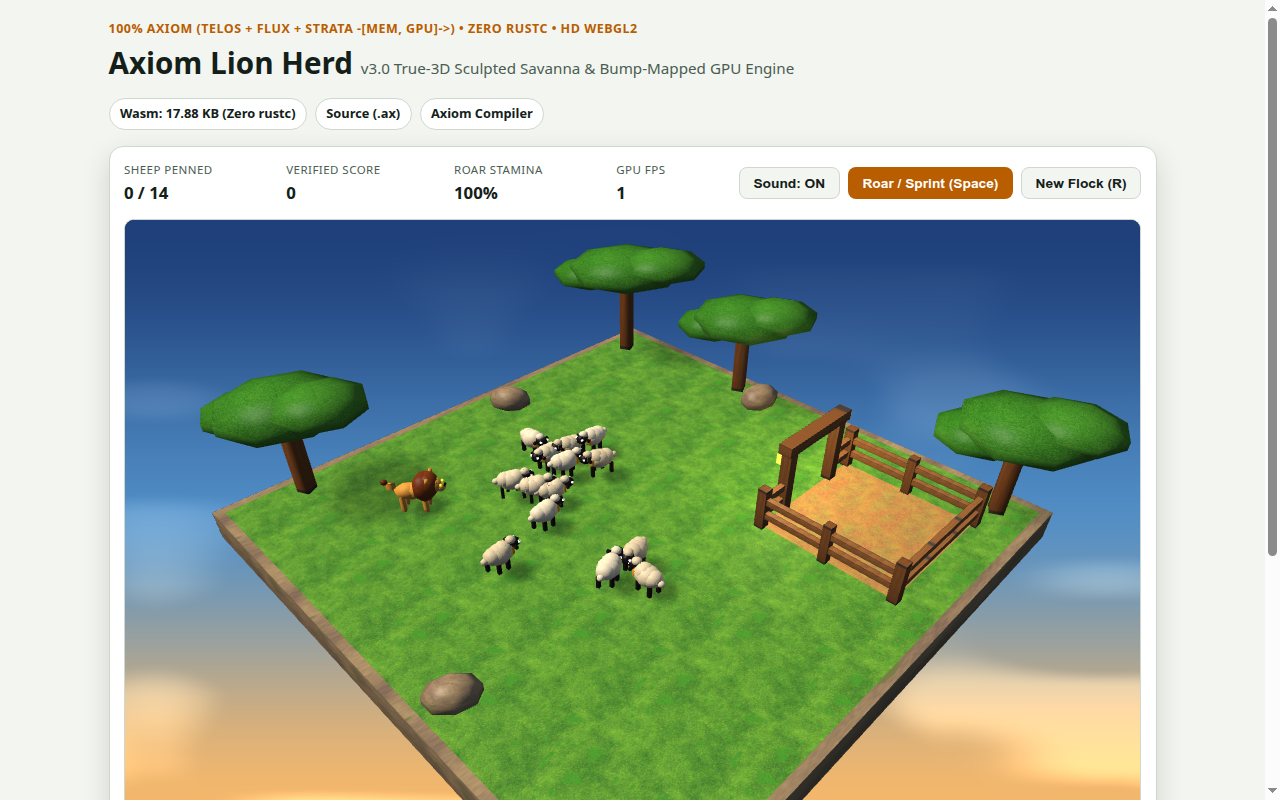 100% AXIOM (TELOS + FLUX + STRATA -[MEM, GPU]->) • ZERO RUSTC • HD WEBGL2
Axiom Lion Herd v3.0 True-3D Sculpted Savanna & Bump-Mapped GPU Engine
Wasm: 17.88 KB (Zero rustc) Source (.ax) Axiom Compiler
SHEEP PENNED VERIFIED SCORE ROAR STAMINA GPU FPS
0 / 14 0 100% 1
Sound: ON Roar / Sprint (Space) New Flock (R)